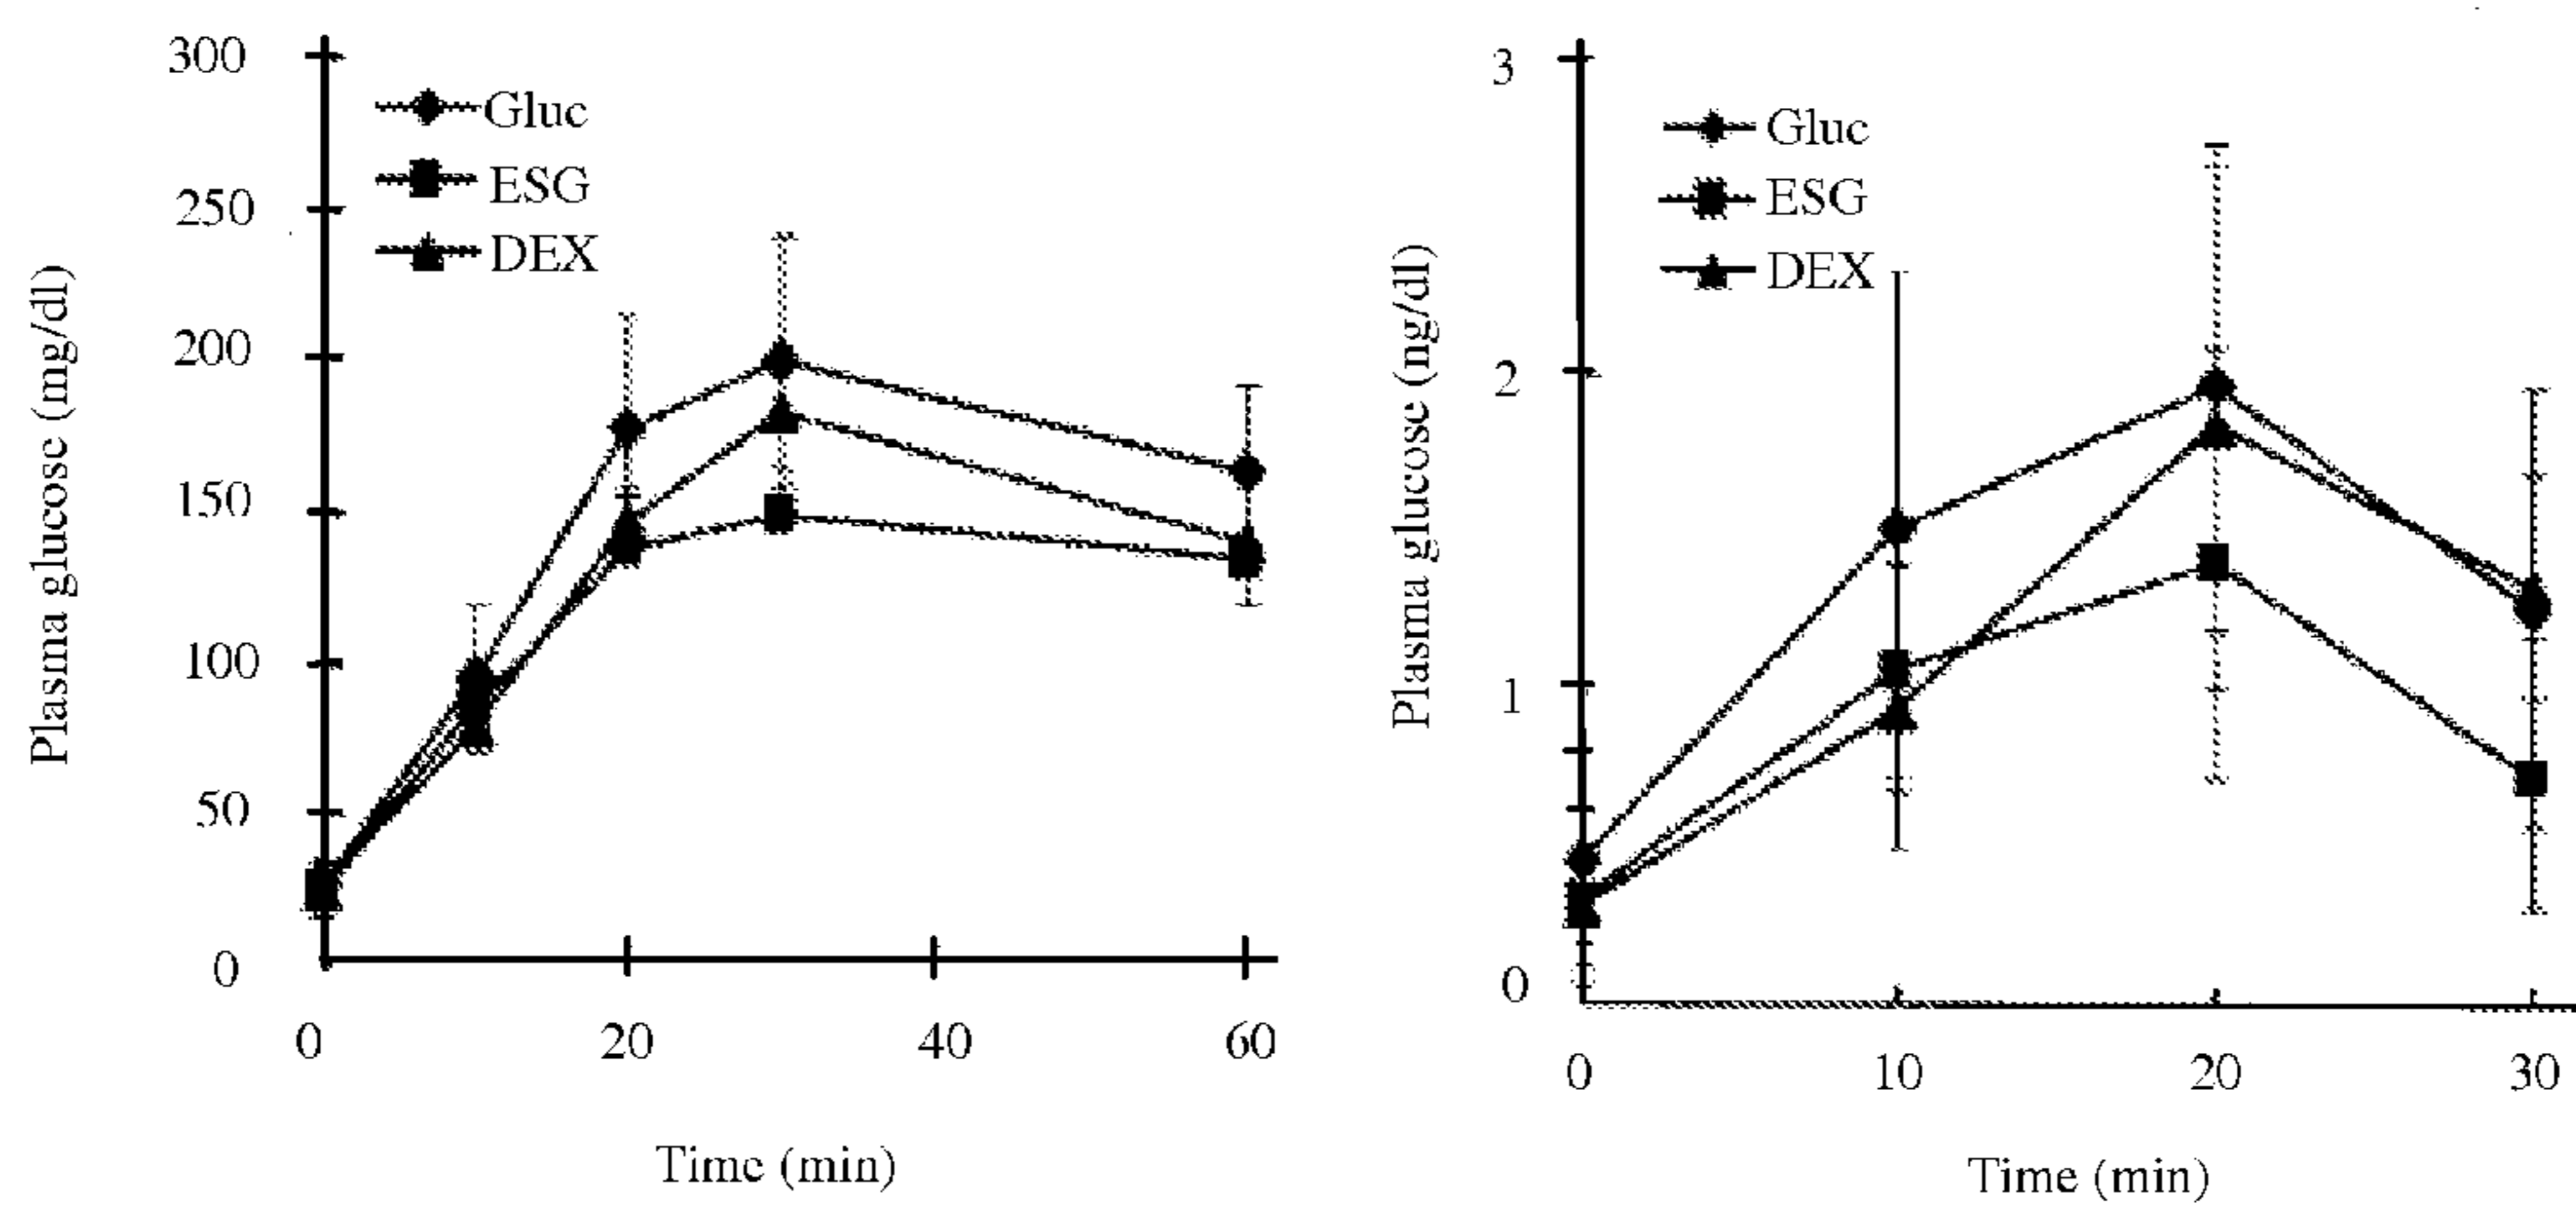 300
250
200
150
100
50
0
Gluc
ESG
DEX
Plasma glucose (mg/dl)
0 20 40 60
Time (min)
3
2
1
0
Gluc
ESG
DEX
Plasma glucose (ng/dl)
0 10 20 30
Time (min)